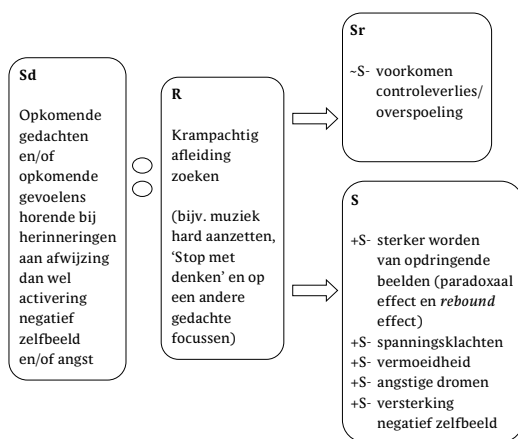 Sd
Opkomende
gedachten
en/of
opkomende
gevoelens
horende bij
herinneringen
aan afwijzing
dan wel
activering
negatief
zelfbeeld
en/of angst
R
Krampachtig
afleiding
zoeken
(bijv. muziek
hard aanzetten,
‘Stop met
denken’ en op
een andere
gedachte
focussen)
Sr
~S- voorkomen
controleverlies/
overspoeling
S
+S- sterker worden
van opdringende
beelden (paradoxaal
effect en rebound
effect)
+S- spanningsklachten
+S- vermoeidheid
+S- angstige dromen
+S- versterking
negatief zelfbeeld